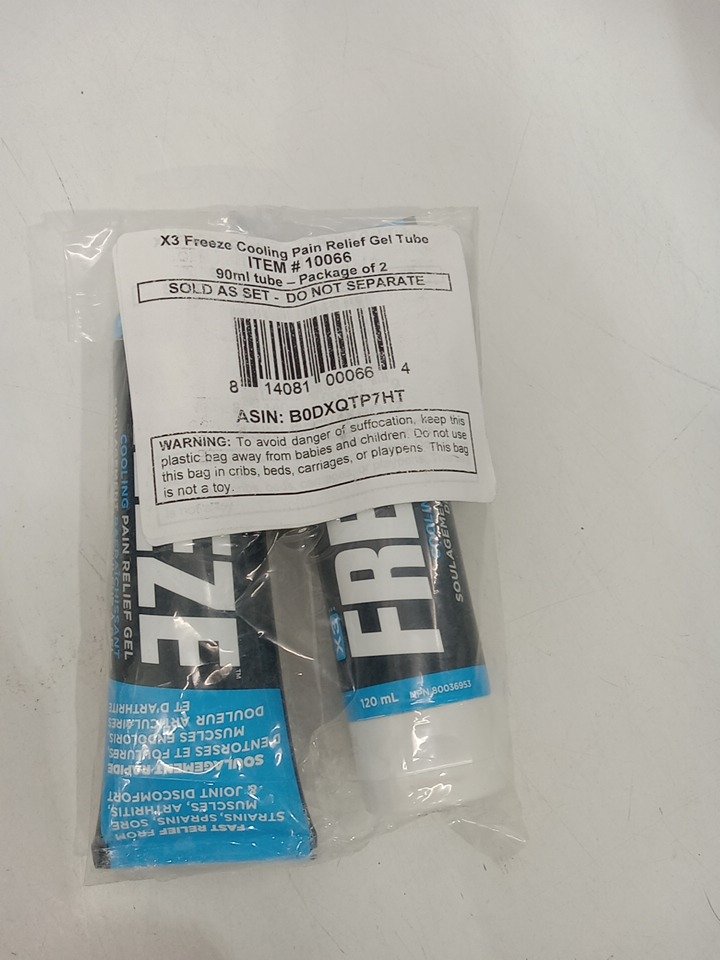 X3 Freeze Cooling Pain Relief Gel Tube
ITEM # 10066
90ml tube – Package of 2
SOLD AS SET - DO NOT SEPARATE
8 14081 00066 4
ASIN: B0DXQTP7HT
WARNING: To avoid danger of suffocation, keep this
plastic bag away from babies and children. Do not use
this bag in cribs, beds, carriages, or playpens. This bag
is not a toy.
COOLING PAIN RELIEF GEL
EZE™
FAST RELIEF FROM
STRAINS, SPRAINS, SORE
MUSCLES, ARTHRITIS,
& JOINT DISCOMFORT
SOULAGEMENT RAPIDE
D'ENTORSES ET FOULURES,
MUSCLES ENDOLORIS,
DOULEUR ARTICULAIRES
ET D'ARTHRITE
X3
FRE
SOULAGEMEN
120 mL NPN 80036953